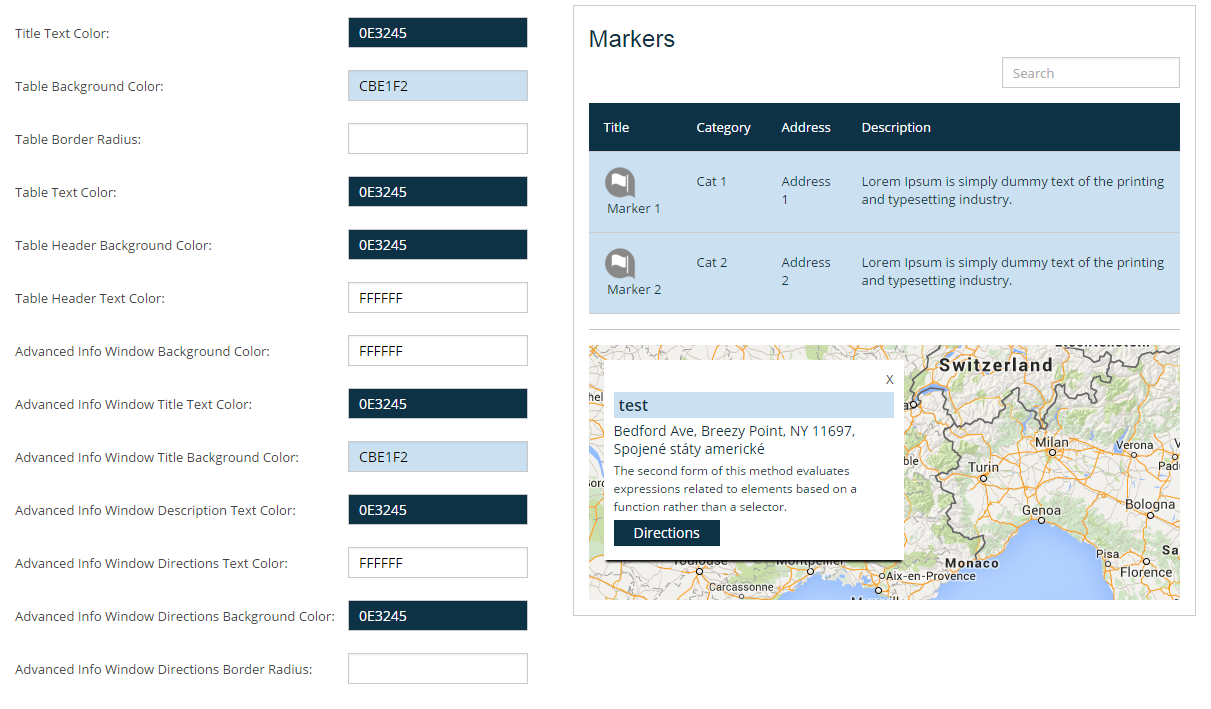 Title Text Color: 0E3245
Table Background Color: CBE1F2
Table Border Radius:
Table Text Color: 0E3245
Table Header Background Color: 0E3245
Table Header Text Color: FFFFFF
Advanced Info Window Background Color: FFFFFF
Advanced Info Window Title Text Color: 0E3245
Advanced Info Window Title Background Color: CBE1F2
Advanced Info Window Description Text Color: 0E3245
Advanced Info Window Directions Text Color: FFFFFF
Advanced Info Window Directions Background Color: 0E3245
Advanced Info Window Directions Border Radius:
Markers
Search
Title Category Address Description
Marker 1
Cat 1
Address
1
Lorem Ipsum is simply dummy text of the printing
and typesetting industry.
Marker 2
Cat 2
Address
2
Lorem Ipsum is simply dummy text of the printing
and typesetting industry.
X
test
Bedford Ave, Breezy Point, NY 11697,
Spojené státy americké
The second form of this method evaluates
expressions related to elements based on a
function rather than a selector.
Directions
Switzerland
Milan
Verona
Turin
Bologna
Genoa
Pisa
Florence
Monaco
Montpellier
Aix-en-Provence
Carcassonne